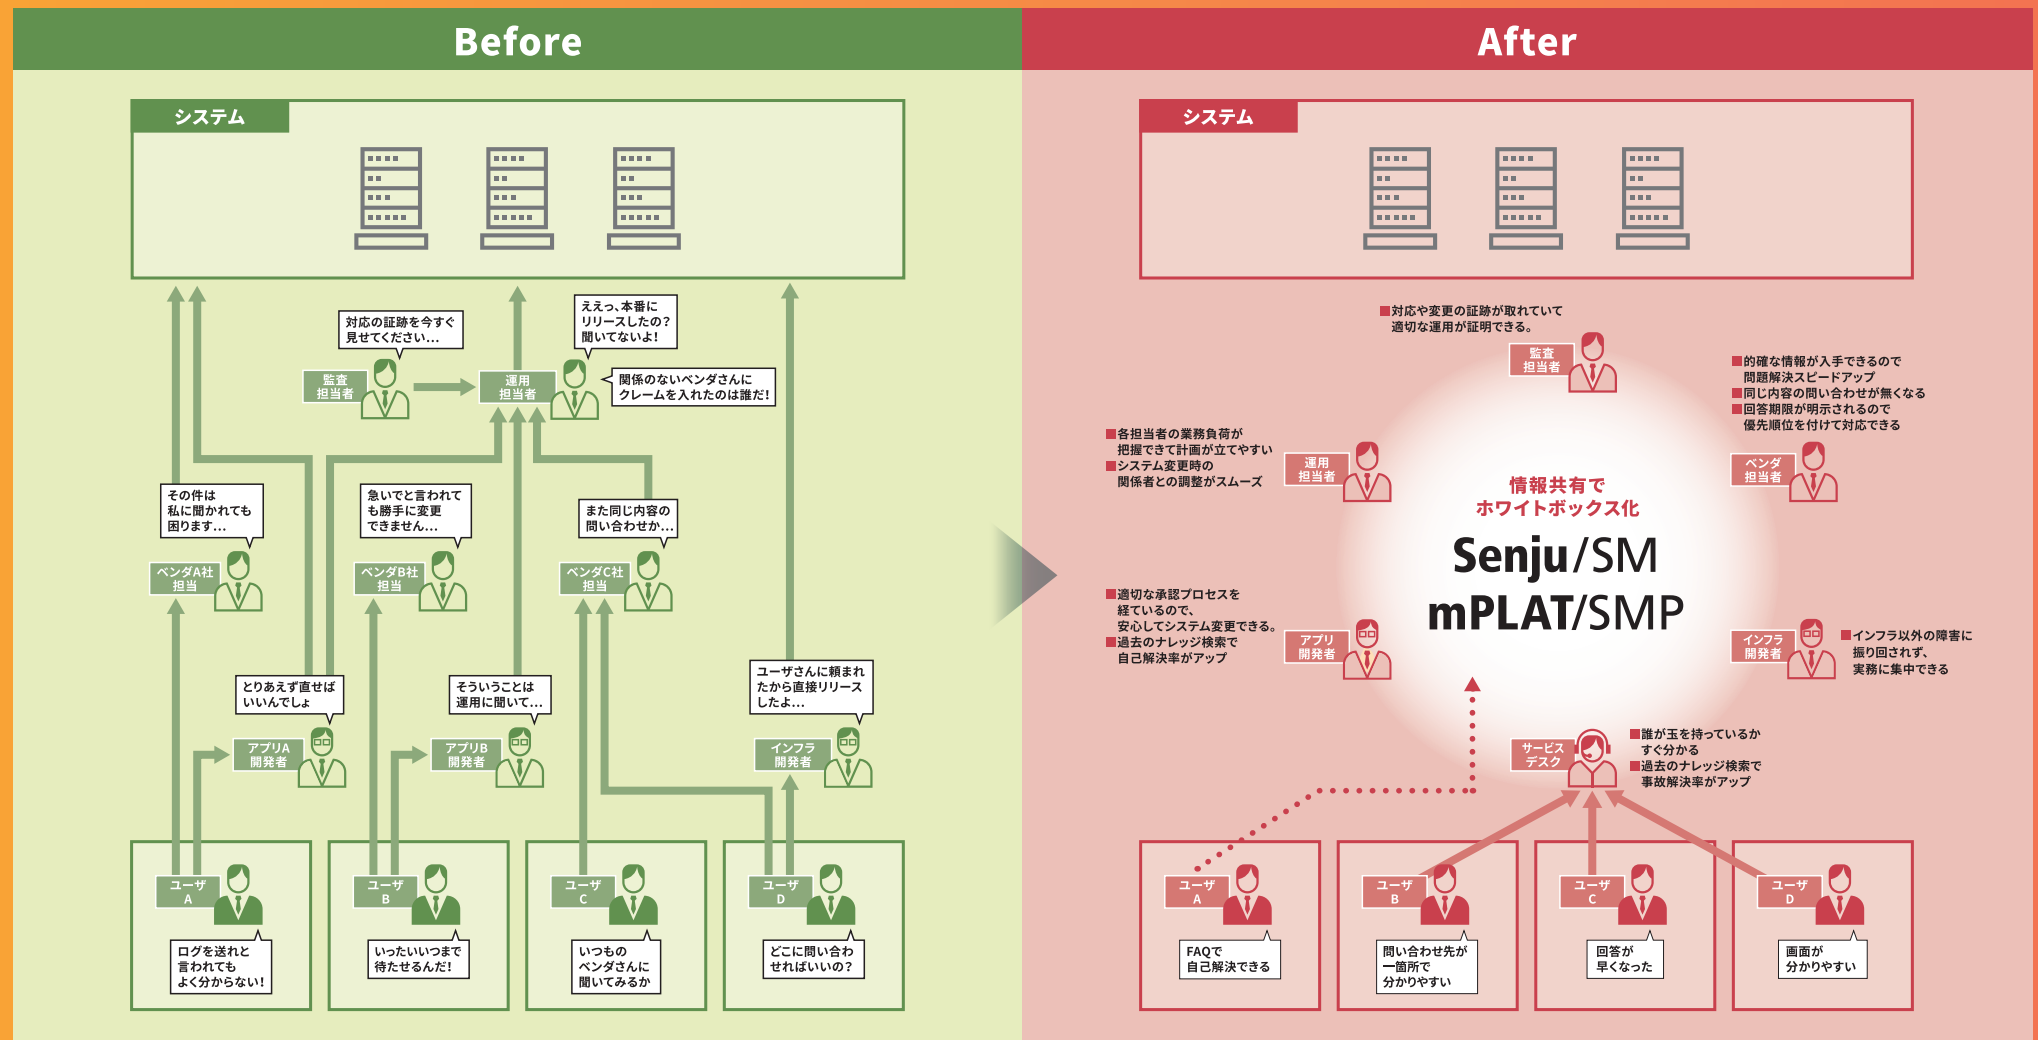 Before
システム
対応の証跡を今すぐ
見せてください…
監査
担当者
ええっ、本番に
リリースしたの？
聞いてないよ！
運用
担当者
関係のないベンダさんに
クレームを入れたのは誰だ！
その件は
私に聞かれても
困ります…
ベンダA社
担当
急いでと言われて
も勝手に変更
できません…
ベンダB社
担当
また同じ内容の
問い合わせか…
ベンダC社
担当
とりあえず直せば
いいんでしょ
アプリA
開発者
そういうことは
運用に聞いて…
アプリB
開発者
ユーザさんに頼まれ
たから直接リリース
したよ…
インフラ
開発者
ユーザ
A
ログを送れと
言われても
よく分からない！
ユーザ
B
いったいいつまで
待たせるんだ！
ユーザ
C
いつもの
ベンダさんに
聞いてみるか
ユーザ
D
どこに問い合わ
せればいいの？
After
システム
■対応や変更の証跡が取れていて
適切な運用が証明できる。
監査
担当者
■的確な情報が入手できるので
問題解決スピードアップ
■同じ内容の問い合わせが無くなる
■回答期限が明示されるので
優先順位を付けて対応できる
ベンダ
担当者
■各担当者の業務負荷が
把握できて計画が立てやすい
■システム変更時の
関係者との調整がスムーズ
運用
担当者
情報共有で
ホワイトボックス化
Senju/SM
mPLAT/SMP
■適切な承認プロセスを
経ているので、
安心してシステム変更できる。
■過去のナレッジ検索で
自己解決率がアップ
アプリ
開発者
インフラ
開発者
■インフラ以外の障害に
振り回されず、
実務に集中できる
サービス
デスク
■誰が玉を持っているか
すぐ分かる
■過去のナレッジ検索で
事故解決率がアップ
ユーザ
A
FAQで
自己解決できる
ユーザ
B
問い合わせ先が
一箇所で
分かりやすい
ユーザ
C
回答が
早くなった
ユーザ
D
画面が
分かりやすい